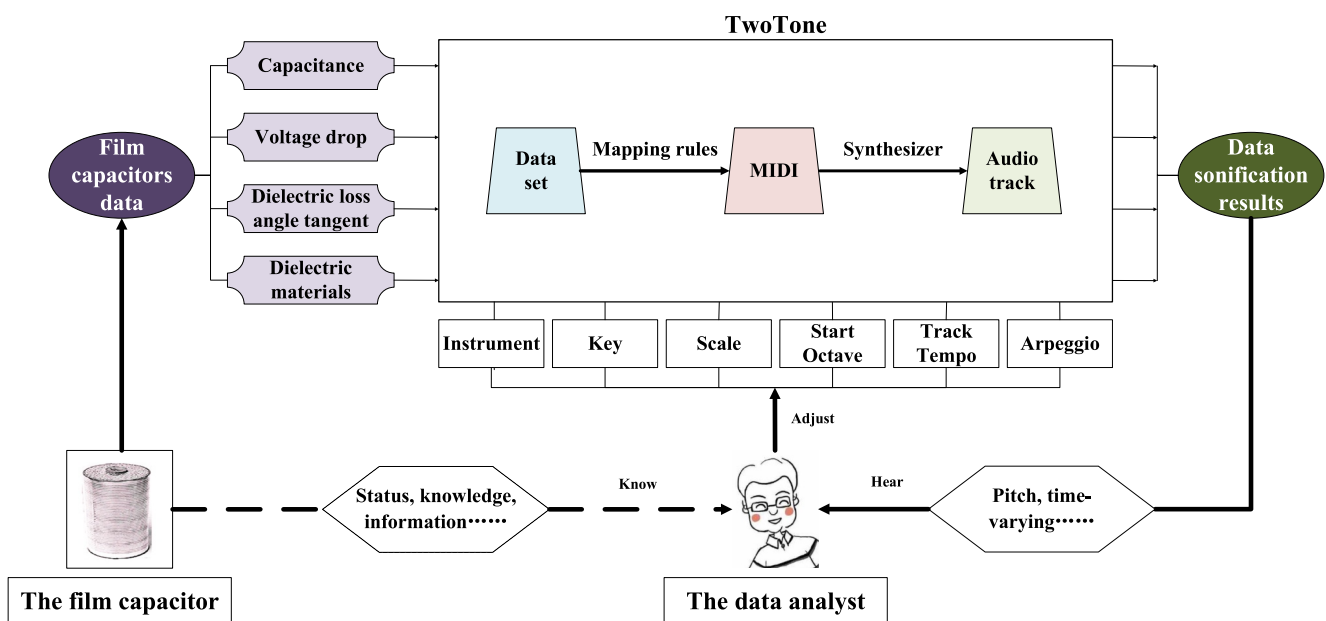 TwoTone
Capacitance
Voltage drop
Dielectric loss
angle tangent
Dielectric
materials
Film
capacitors
data
Data
set
Mapping rules
MIDI
Synthesizer
Audio
track
Data
sonification
results
Instrument
Key
Scale
Start
Octave
Track
Tempo
Arpeggio
Adjust
Status, knowledge,
information······
Know
Hear
Pitch, time-
varying······
The film capacitor
The data analyst